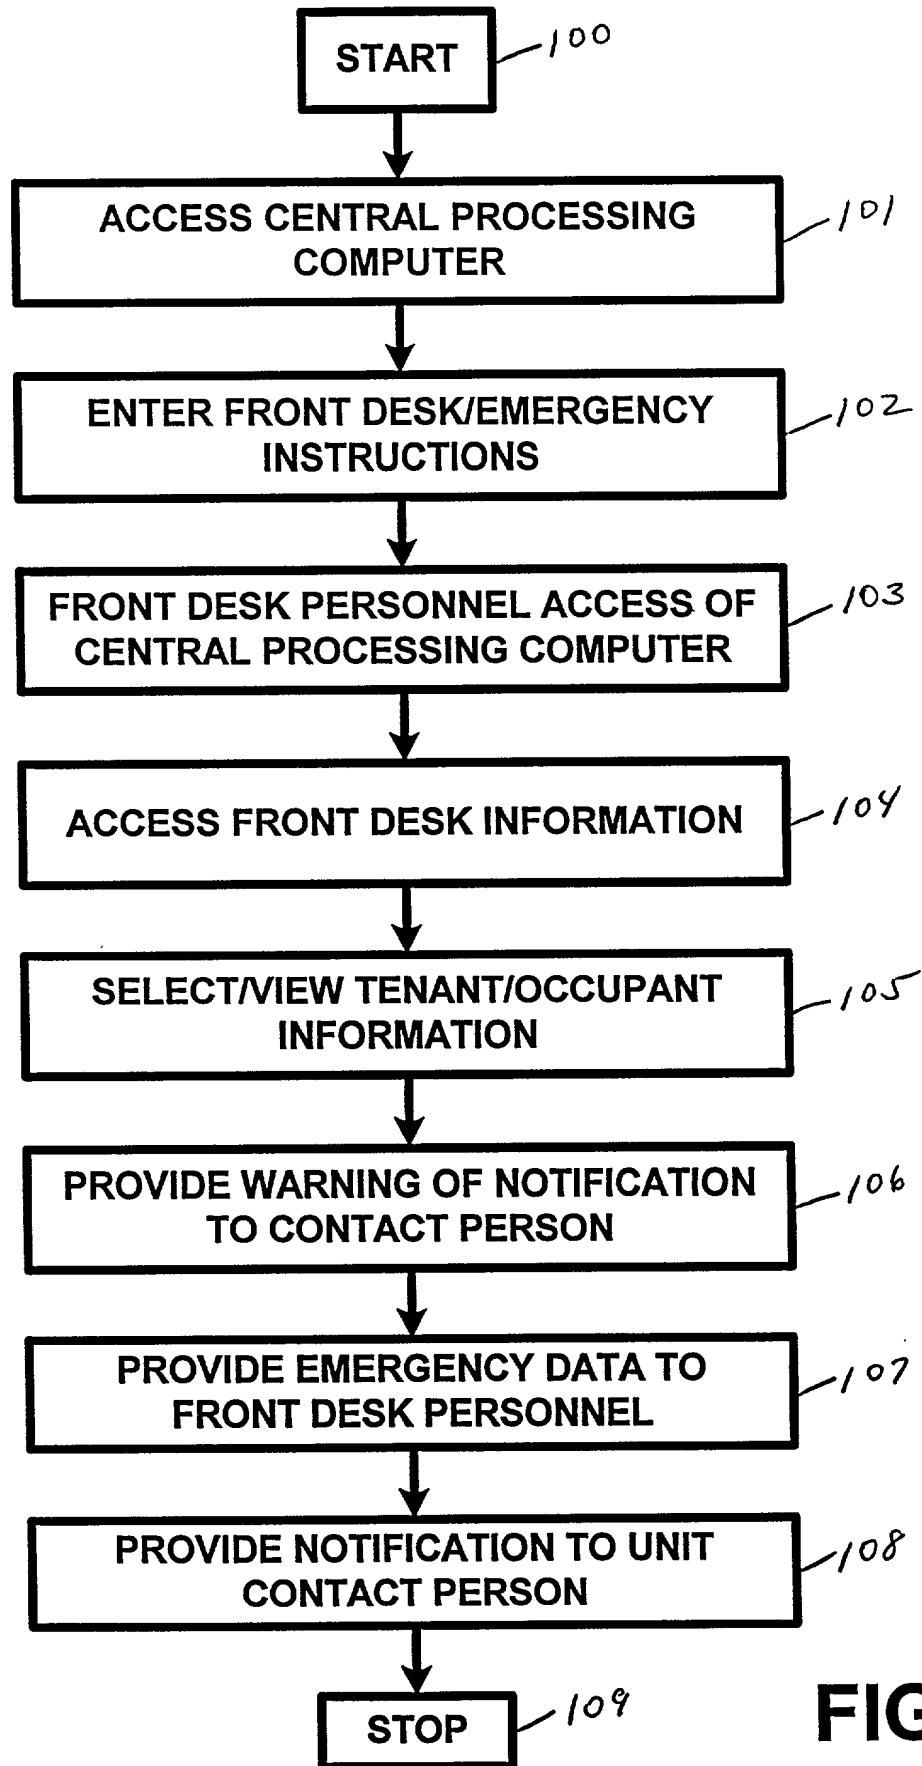 START
100
ACCESS CENTRAL PROCESSING
COMPUTER
101
ENTER FRONT DESK/EMERGENCY
INSTRUCTIONS
102
FRONT DESK PERSONNEL ACCESS OF
CENTRAL PROCESSING COMPUTER
103
ACCESS FRONT DESK INFORMATION
104
SELECT/VIEW TENANT/OCCUPANT
INFORMATION
105
PROVIDE WARNING OF NOTIFICATION
TO CONTACT PERSON
106
PROVIDE EMERGENCY DATA TO
FRONT DESK PERSONNEL
107
PROVIDE NOTIFICATION TO UNIT
CONTACT PERSON
108
STOP
109
FIG